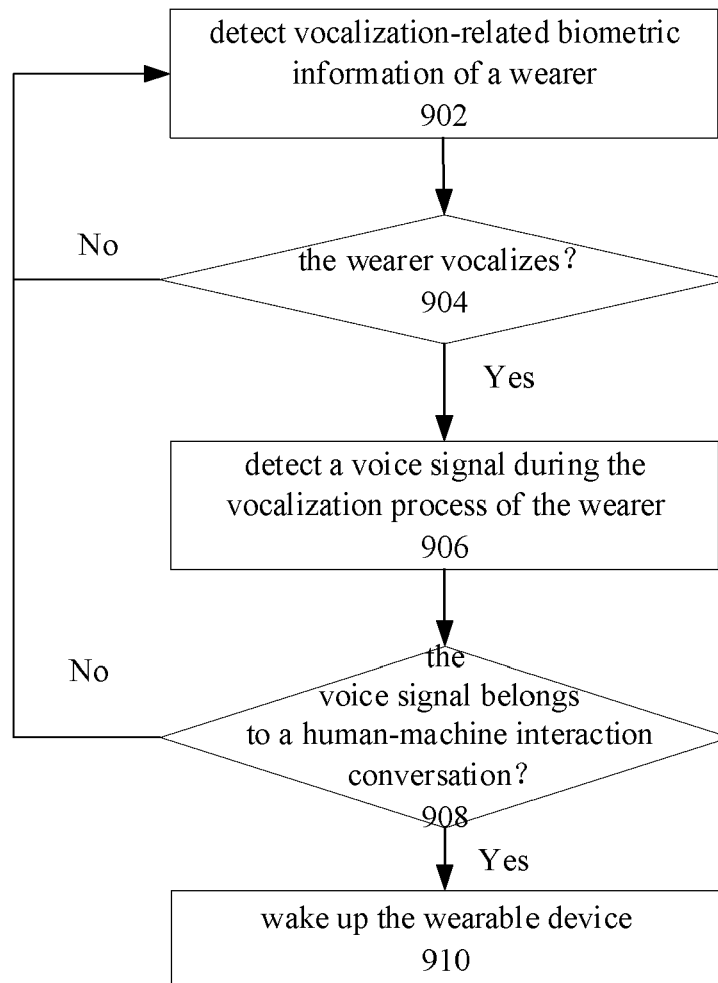 detect vocalization-related biometric
information of a wearer
902
No
the wearer vocalizes?
904
Yes
detect a voice signal during the
vocalization process of the wearer
906
No
the
voice signal belongs
to a human-machine interaction
conversation?
908
Yes
wake up the wearable device
910